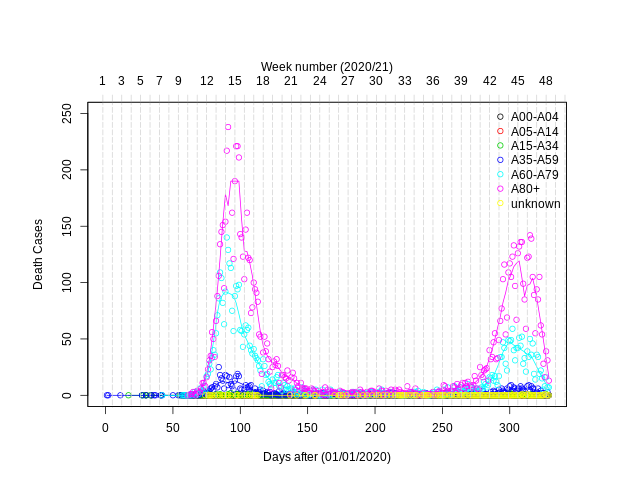 Week number (2020/21)
1 3 5 7 9 12 15 18 21 24 27 30 33 36 39 42 45 48
250
200
150
100
50
0
Death Cases
A00-A04
A05-A14
A15-A34
A35-A59
A60-A79
A80+
unknown
0 50 100 150 200 250 300
Days after (01/01/2020)